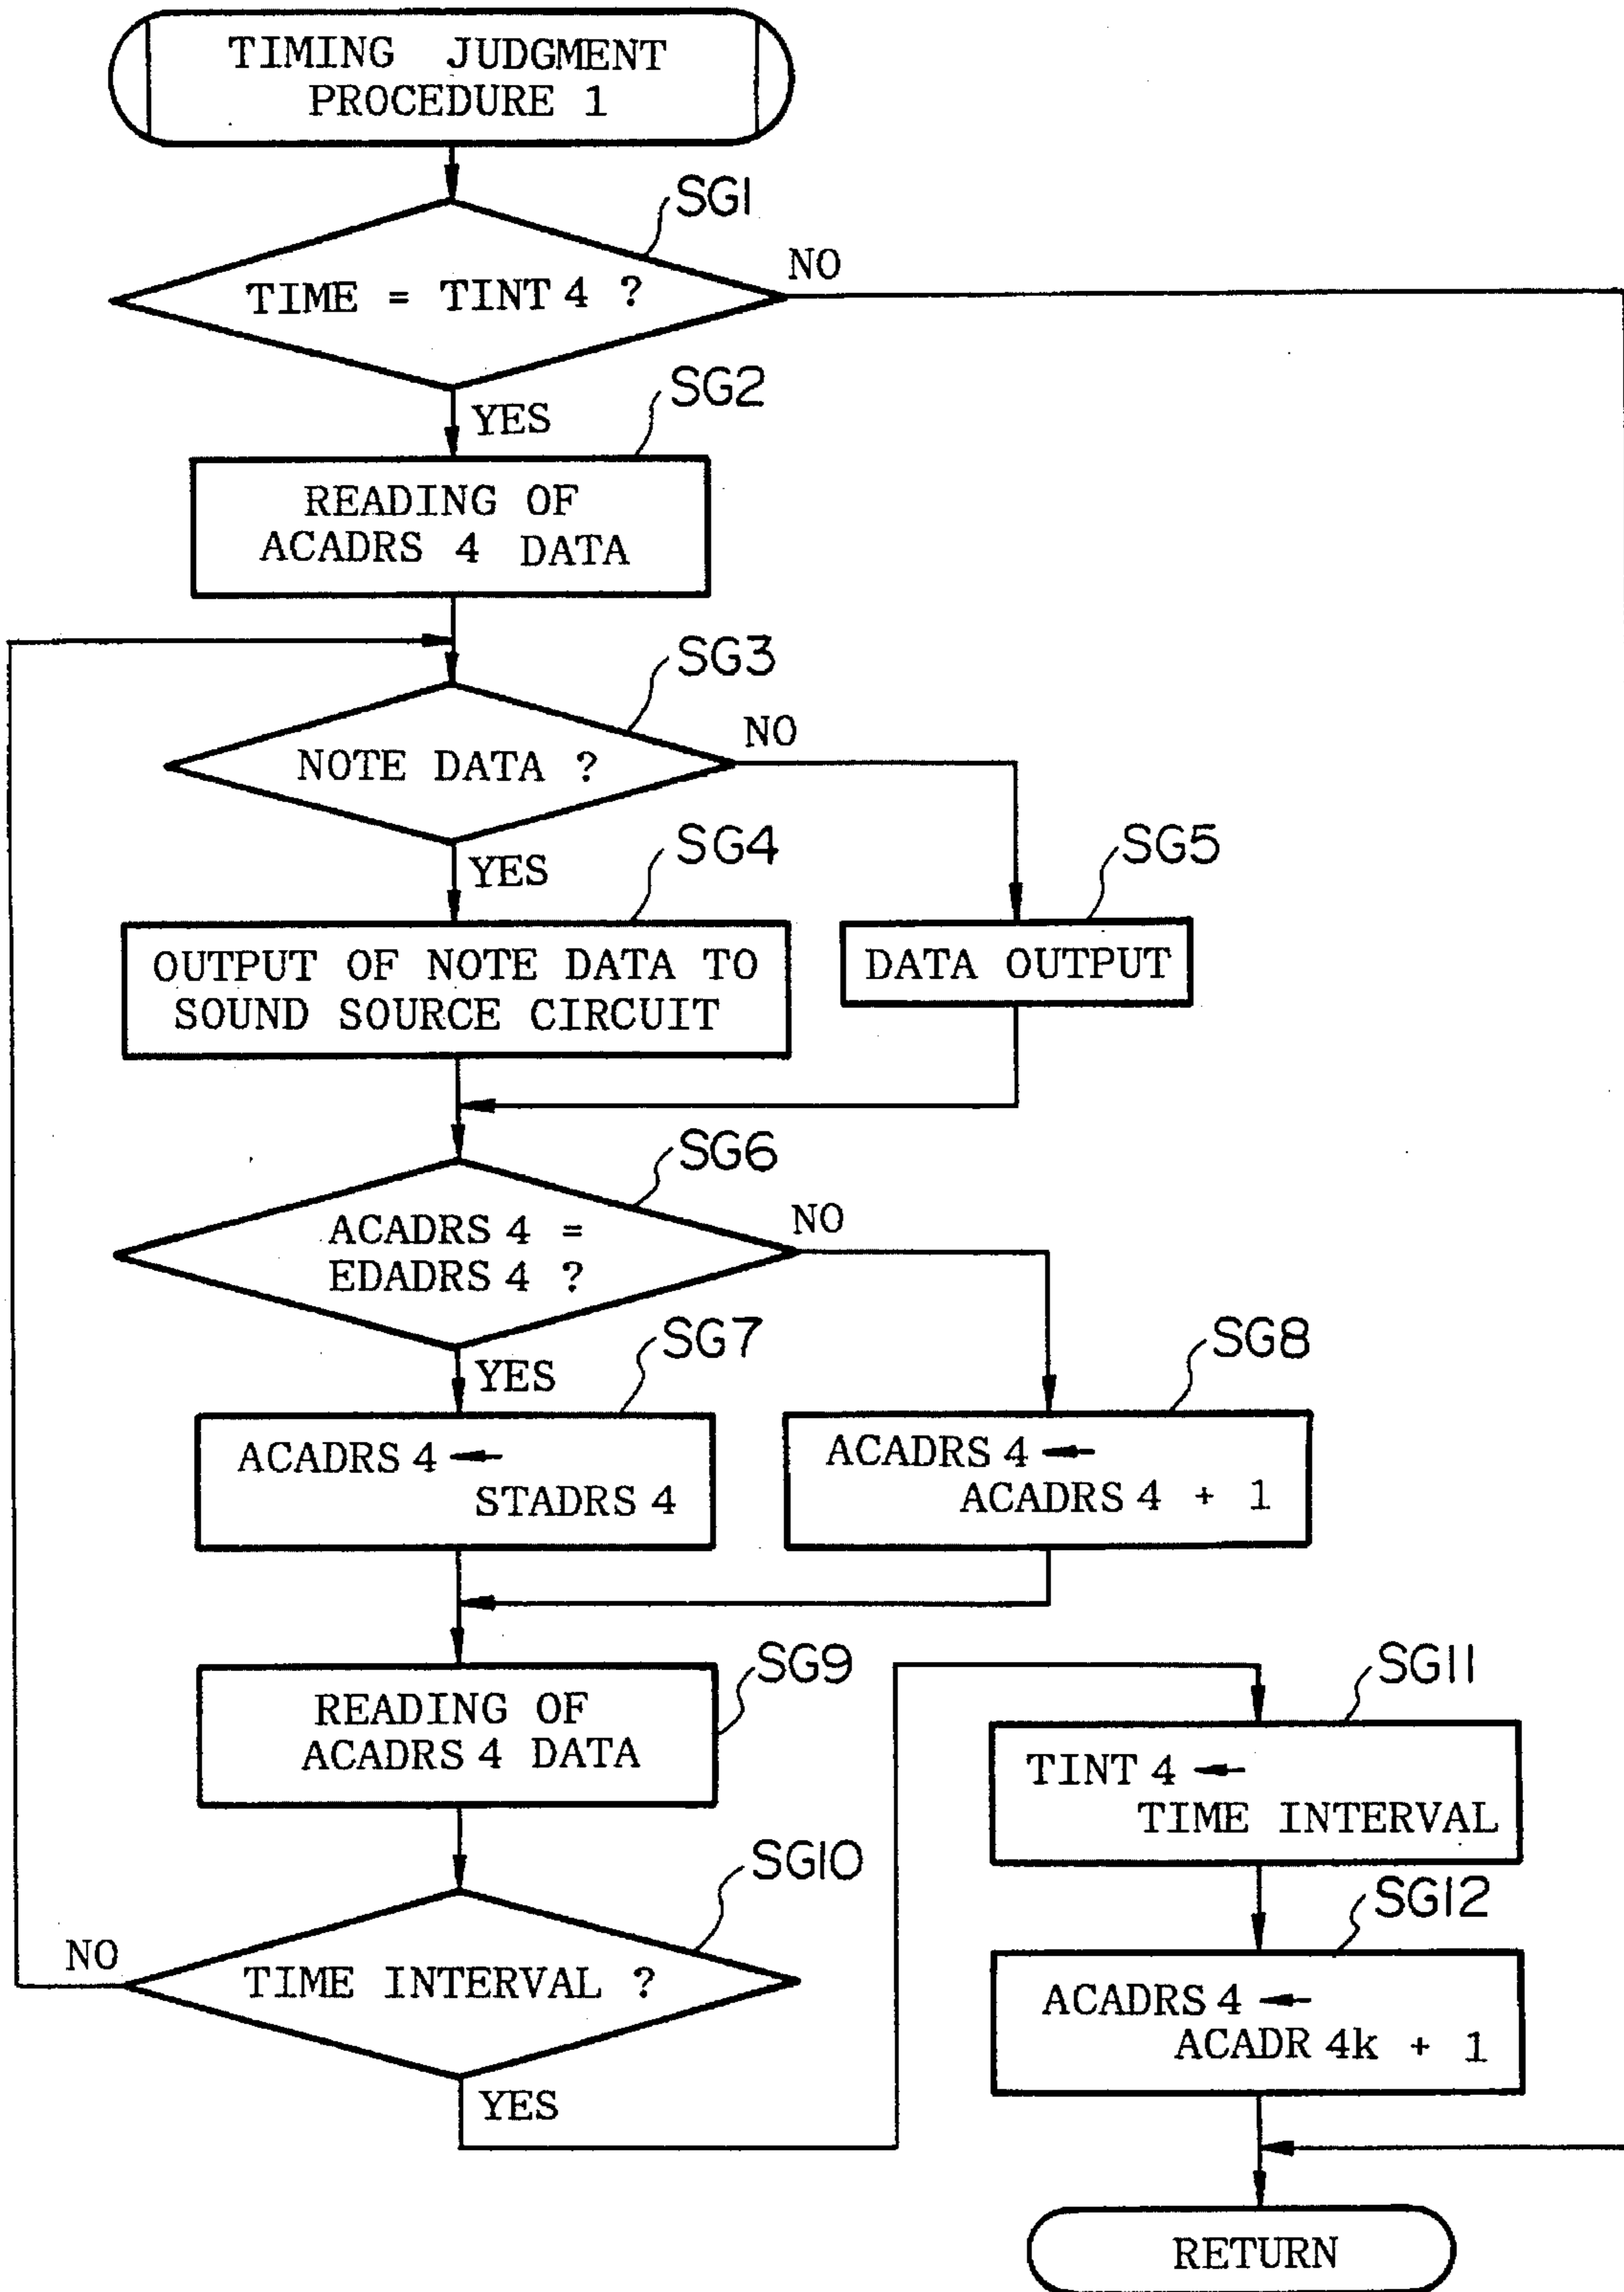 TIMING JUDGMENT
PROCEDURE 1
SG1
TIME = TINT 4 ?
NO
YES
SG2
READING OF
ACADRS 4 DATA
SG3
NOTE DATA ?
NO
YES
SG4
OUTPUT OF NOTE DATA TO
SOUND SOURCE CIRCUIT
SG5
DATA OUTPUT
SG6
ACADRS 4 =
EDADRS 4 ?
NO
YES
SG7
ACADRS 4 ←
STADRS 4
SG8
ACADRS 4 ←
ACADRS 4 + 1
SG9
READING OF
ACADRS 4 DATA
SG10
TIME INTERVAL ?
NO
YES
SG11
TINT 4 ←
TIME INTERVAL
SG12
ACADRS 4 ←
ACADR 4k + 1
RETURN